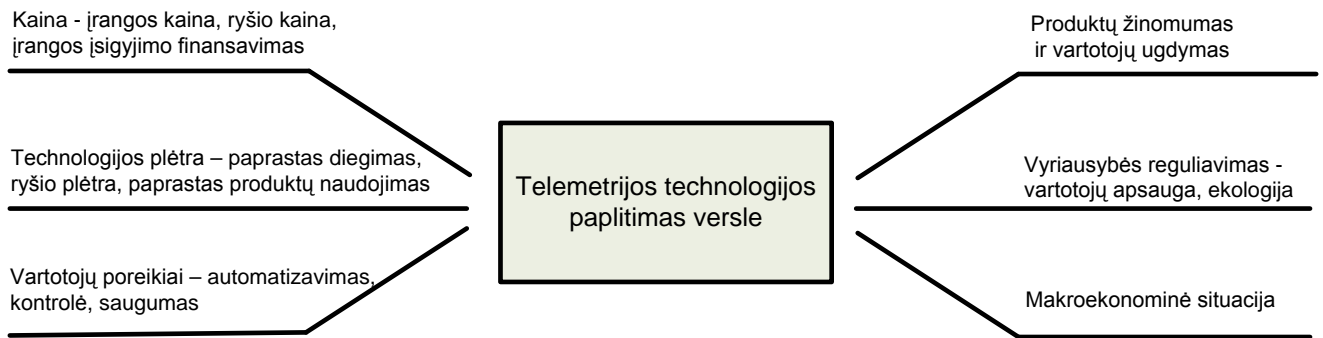 Kaina - įrangos kaina, ryšio kaina,
įrangos įsigyjimo finansavimas
Technologijos plėtra – paprastas diegimas,
ryšio plėtra, paprastas produktų naudojimas
Vartotojų poreikiai – automatizavimas,
kontrolė, saugumas
Telemetrijos technologijos
paplitimas versle
Produktų žinomumas
ir vartotojų ugdymas
Vyriausybės reguliavimas -
vartotojų apsauga, ekologija
Makroekonominė situacija